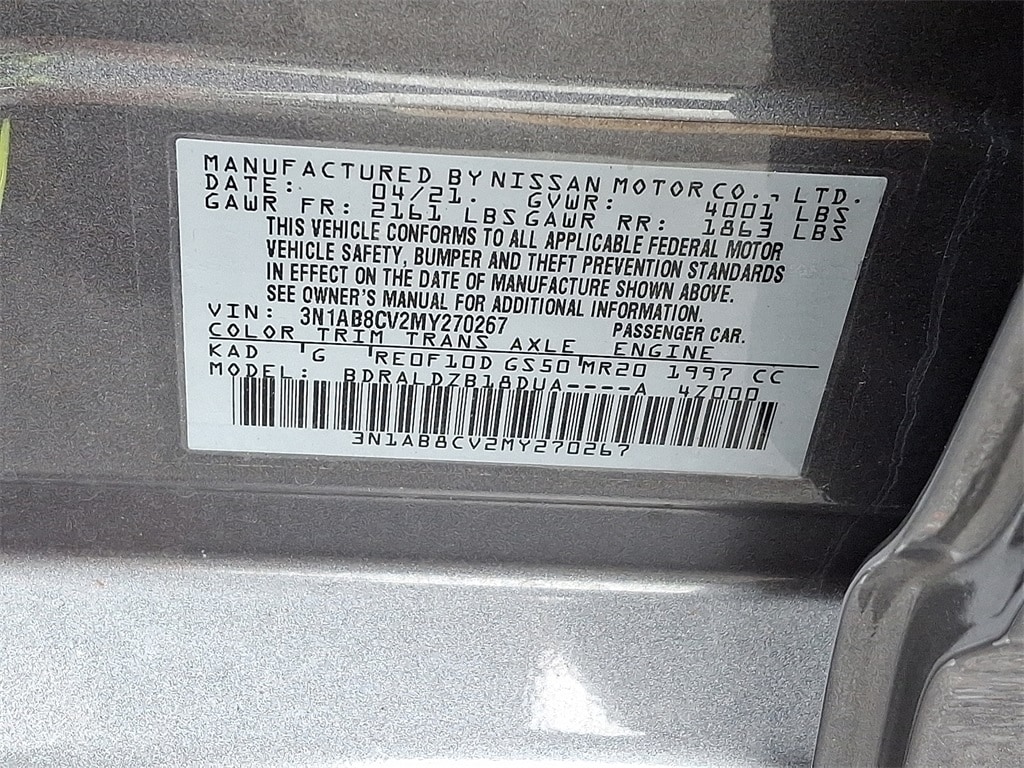 MANUFACTURED BY NISSAN MOTOR CO., LTD.
DATE: 04/21. GVWR: 4001 LBS
GAWR FR: 2161 LBS GAWR RR: 1863 LBS
THIS VEHICLE CONFORMS TO ALL APPLICABLE FEDERAL MOTOR
VEHICLE SAFETY, BUMPER AND THEFT PREVENTION STANDARDS
IN EFFECT ON THE DATE OF MANUFACTURE SHOWN ABOVE.
SEE OWNER'S MANUAL FOR ADDITIONAL INFORMATION.
VIN: 3N1AB8CV2MY270267 PASSENGER CAR.
COLOR TRIM TRANS AXLE ENGINE
KAD G RE0F10D GS50 MR20 1997 CC
MODEL: BDRALDZB18DUA----A 4Z000
3N1AB8CV2MY270267